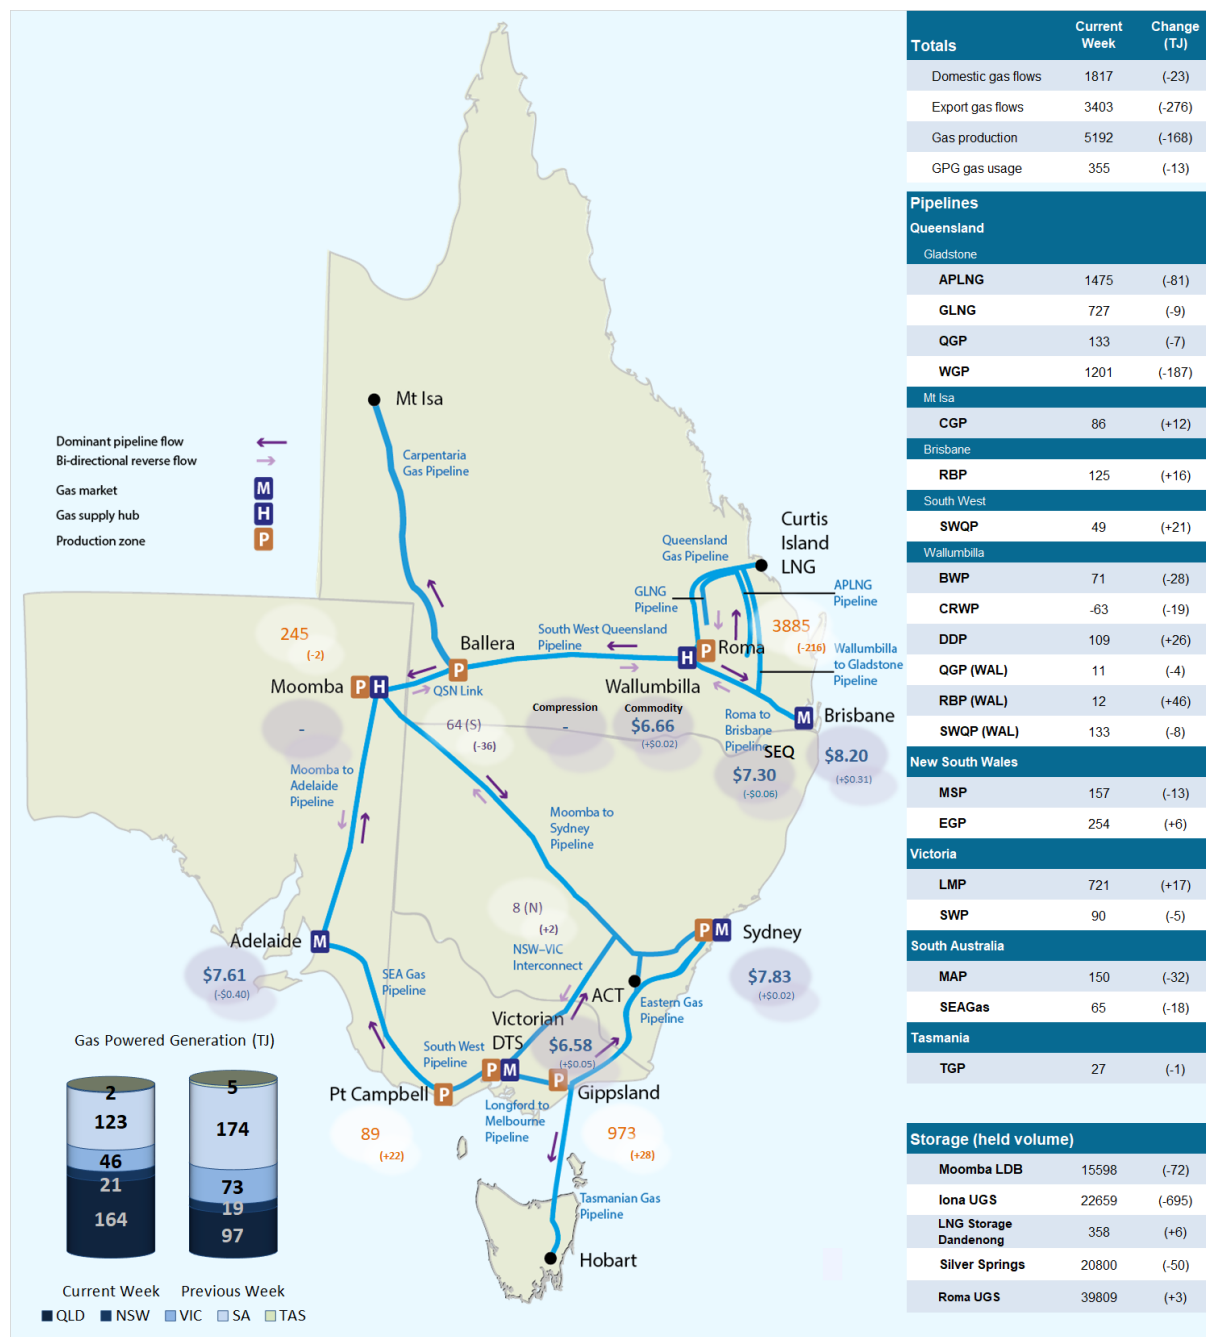 Mt Isa
Dominant pipeline flow
Bi-directional reverse flow
Gas market M
Gas supply hub H
Production zone P
Carpentaria
Gas Pipeline
Curtis
Island
LNG
Queensland
Gas Pipeline
GLNG
Pipeline
APLNG
Pipeline
245
(-2)
3885
(-216)
Ballera
P
South West Queensland
Pipeline
H P Roma
Wallumbilla
to Gladstone
Pipeline
Moomba P H
QSN Link
Wallumbilla
64 (S)
(-36)
Compression
-
Commodity
$6.66
(+$0.02)
Roma to
Brisbane
Pipeline
M Brisbane
SEQ
$7.30
(-$0.06)
$8.20
(+$0.31)
-
Moomba to
Adelaide
Pipeline
Moomba to
Sydney
Pipeline
8 (N)
(+2)
NSW–VIC
Interconnect
P M Sydney
$7.83
(+$0.02)
Adelaide M
$7.61
(-$0.40)
SEA Gas
Pipeline
ACT
Eastern Gas
Pipeline
Victorian
DTS
$6.58
(+$0.05)
South West
Pipeline
P M
P
Gippsland
Pt Campbell P
Longford to
Melbourne
Pipeline
89
(+22)
973
(+28)
Tasmanian Gas
Pipeline
Hobart
Gas Powered Generation (TJ)
2
123
46
21
164
5
174
73
19
97
Current Week Previous Week
QLD NSW VIC SA TAS
Totals Current Week Change (TJ)
Domestic gas flows 1817 (-23)
Export gas flows 3403 (-276)
Gas production 5192 (-168)
GPG gas usage 355 (-13)
Pipelines
Queensland
Gladstone
APLNG 1475 (-81)
GLNG 727 (-9)
QGP 133 (-7)
WGP 1201 (-187)
Mt Isa
CGP 86 (+12)
Brisbane
RBP 125 (+16)
South West
SWQP 49 (+21)
Wallumbilla
BWP 71 (-28)
CRWP -63 (-19)
DDP 109 (+26)
QGP (WAL) 11 (-4)
RBP (WAL) 12 (+46)
SWQP (WAL) 133 (-8)
New South Wales
MSP 157 (-13)
EGP 254 (+6)
Victoria
LMP 721 (+17)
SWP 90 (-5)
South Australia
MAP 150 (-32)
SEAGas 65 (-18)
Tasmania
TGP 27 (-1)
Storage (held volume)
Moomba LDB 15598 (-72)
Iona UGS 22659 (-695)
LNG Storage
Dandenong 358 (+6)
Silver Springs 20800 (-50)
Roma UGS 39809 (+3)